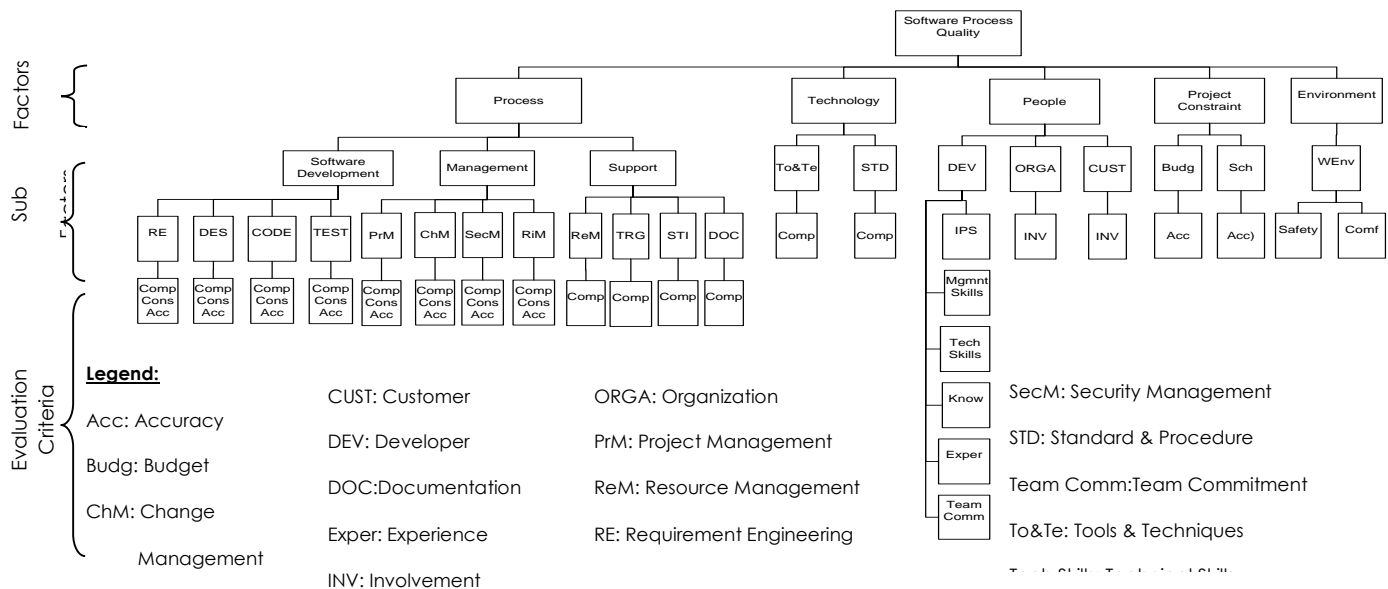 Software Process
Quality
Factors
Process
Technology
People
Project
Constraint
Environment
Sub
Software
Development
Management
Support
To&Te
STD
DEV
ORGA
CUST
Budg
Sch
WEnv
RE
DES
CODE
TEST
PrM
ChM
SecM
RiM
ReM
TRG
STI
DOC
Comp
Comp
IPS
INV
INV
Acc
Acc)
Safety
Comf
Comp
Cons
Acc
Comp
Cons
Acc
Comp
Cons
Acc
Comp
Cons
Acc
Comp
Cons
Acc
Comp
Cons
Acc
Comp
Cons
Acc
Comp
Cons
Acc
Comp
Comp
Comp
Comp
Mgmnt
Skills
Tech
Skills
Know
Exper
Team
Comm
Evaluation
Criteria
Legend:
Acc: Accuracy
Budg: Budget
ChM: Change
Management
CUST: Customer
DEV: Developer
DOC:Documentation
Exper: Experience
INV: Involvement
ORGA: Organization
PrM: Project Management
ReM: Resource Management
RE: Requirement Engineering
SecM: Security Management
STD: Standard & Procedure
Team Comm:Team Commitment
To&Te: Tools & Techniques